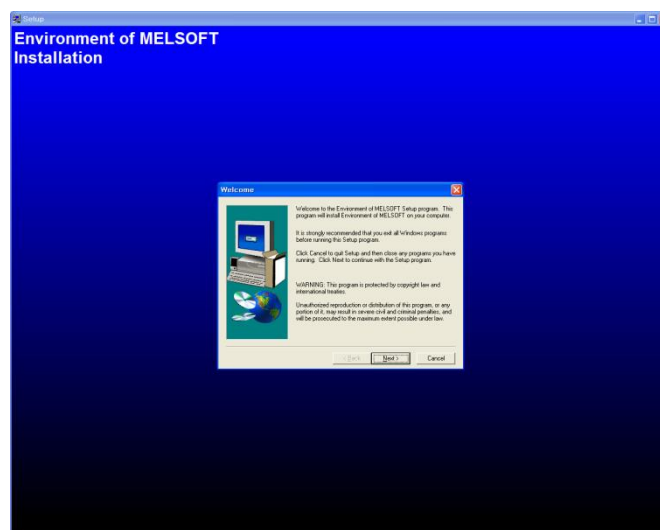 Setup
Environment of MELSOFT
Installation
Welcome
Welcome to the Environment of MELSOFT Setup program. This
program will install Environment of MELSOFT on your computer.
It is strongly recommended that you exit all Windows programs
before running this Setup program.
Click Cancel to quit Setup and then close any programs you have
running. Click Next to continue with the Setup program.
WARNING: This program is protected by copyright law and
international treaties.
Unauthorized reproduction or distribution of this program, or any
portion of it, may result in severe civil and criminal penalties, and
will be prosecuted to the maximum extent possible under law.
< Back Next > Cancel